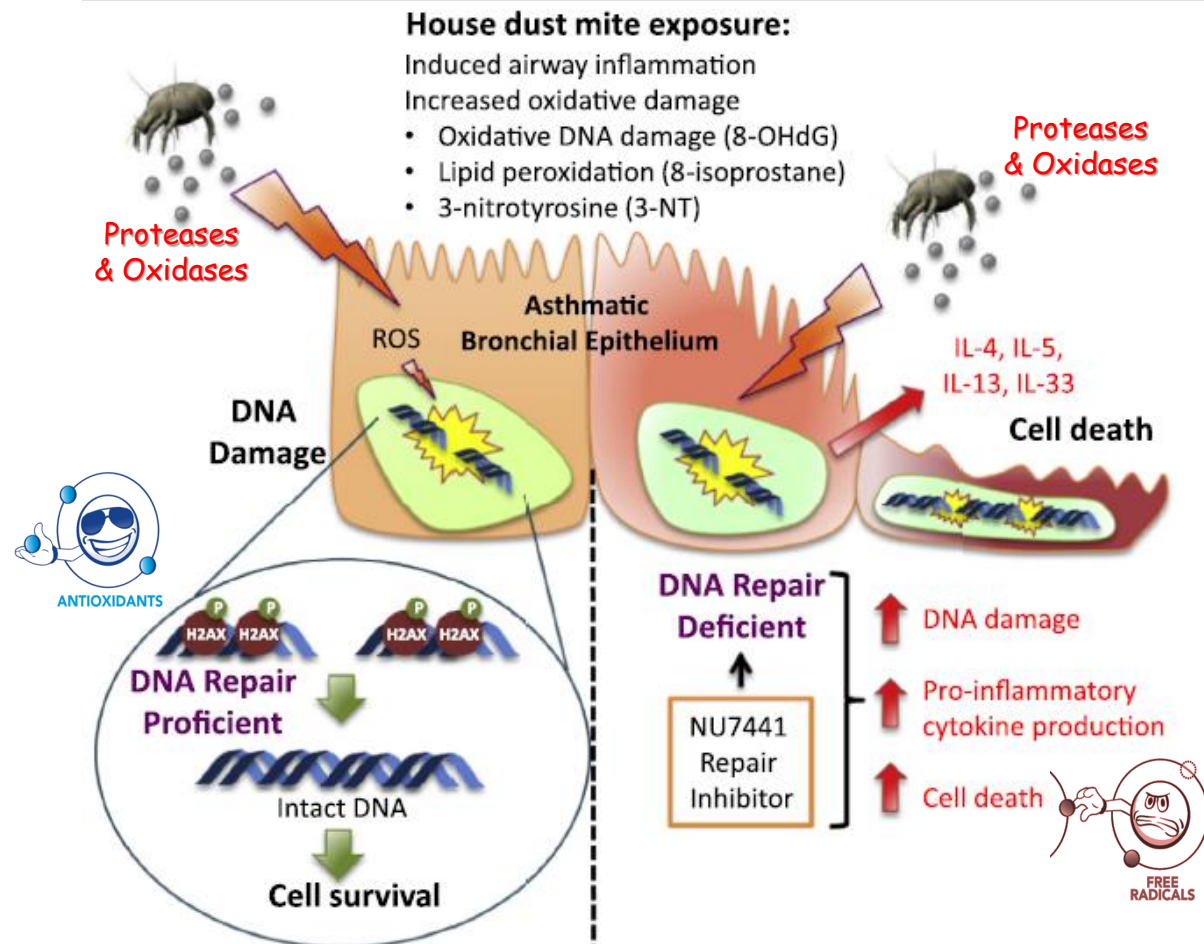 House dust mite exposure:
Induced airway inflammation
Increased oxidative damage
• Oxidative DNA damage (8-OHdG)
• Lipid peroxidation (8-isoprostane)
• 3-nitrotyrosine (3-NT)
Proteases
& Oxidases
Proteases
& Oxidases
Asthmatic
Bronchial Epithelium
ROS
IL-4, IL-5,
IL-13, IL-33
DNA
Damage
Cell death
ANTIOXIDANTS
P
P
P
P
H2AX
H2AX
H2AX
H2AX
DNA Repair
Proficient
Intact DNA
Cell survival
DNA Repair
Deficient
NU7441
Repair
Inhibitor
DNA damage
Pro-inflammatory
cytokine production
Cell death
FREE
RADICALS